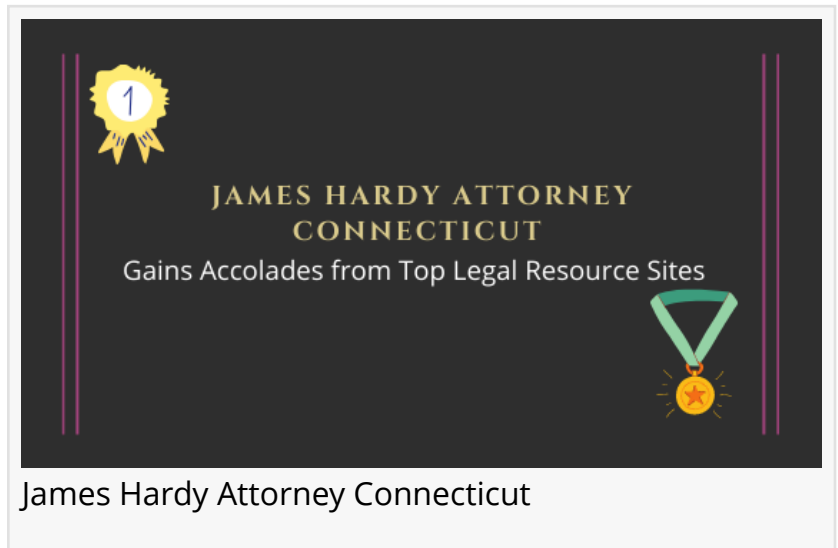 1
JAMES HARDY ATTORNEY
CONNECTICUT
Gains Accolades from Top Legal Resource Sites
James Hardy Attorney Connecticut